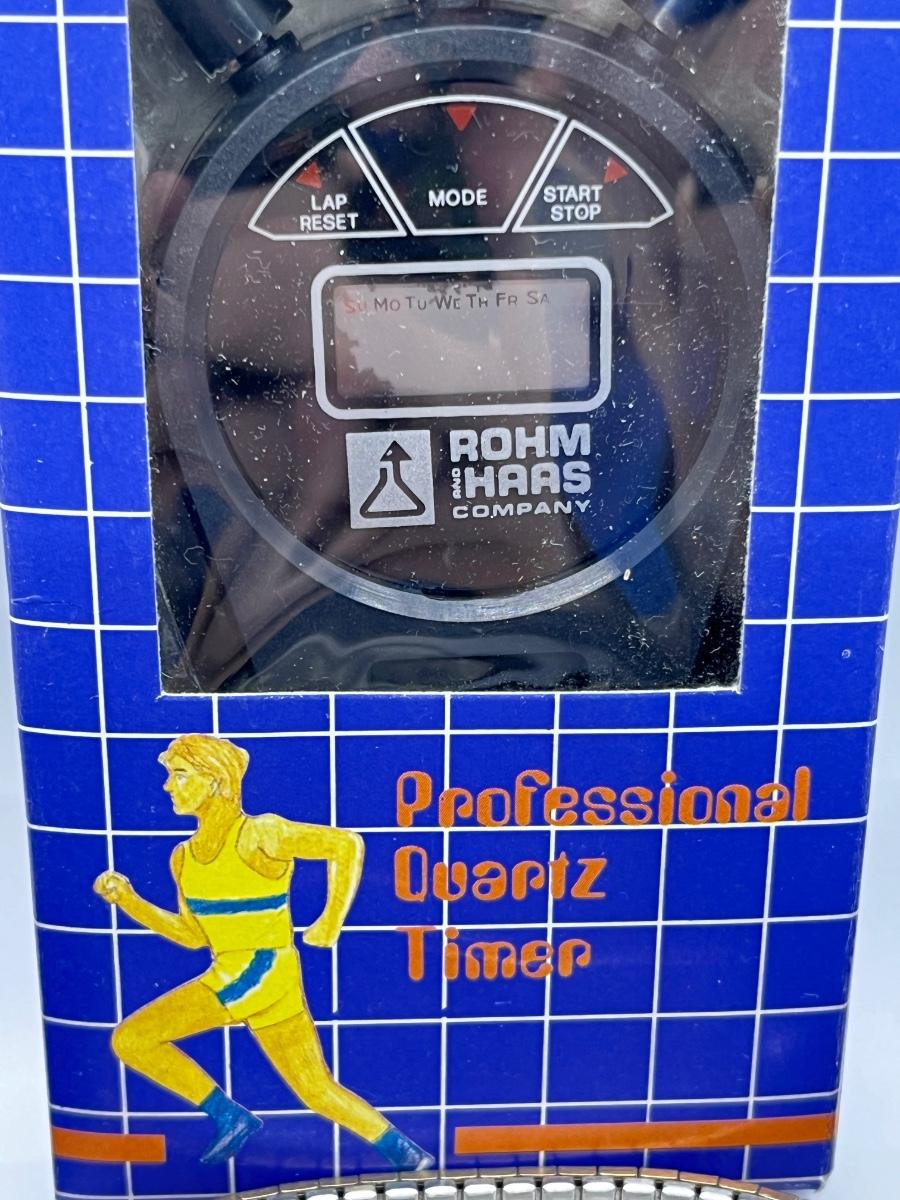 LAP
RESET
MODE
START
STOP
Su Mo Tu We Th Fr Sa
ROHM
AND HAAS
COMPANY
Professional
Quartz
Timer